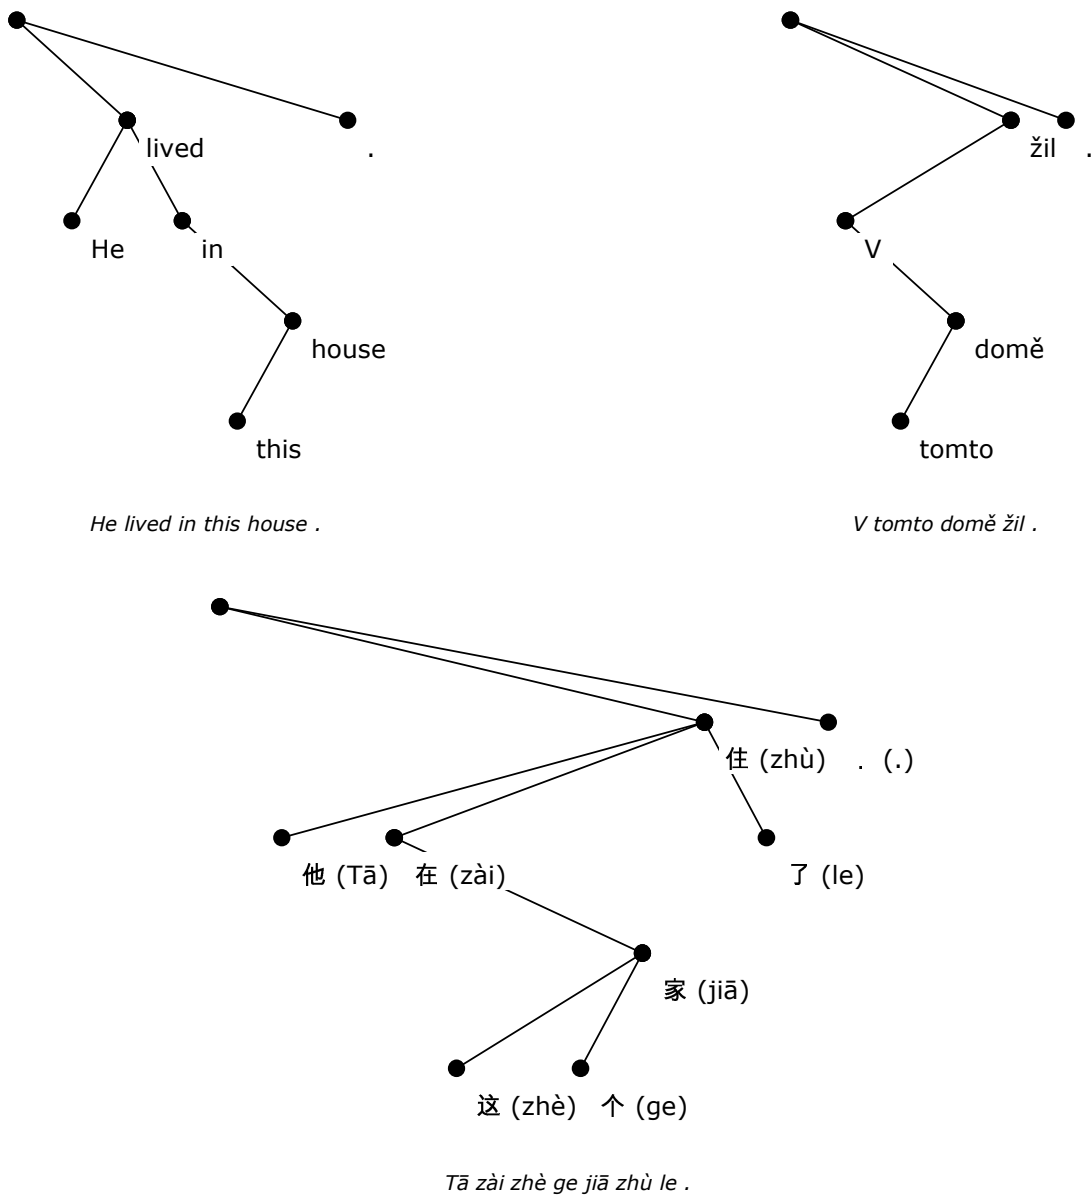 lived .
žil .
He in
V
house
domě
this
tomto
He lived in this house .
V tomto domě žil .
住 (zhù) . (.)
他 (Tā) 在 (zài) 了 (le)
家 (jiā)
这 (zhè) 个 (ge)
Tā zài zhè ge jiā zhù le .